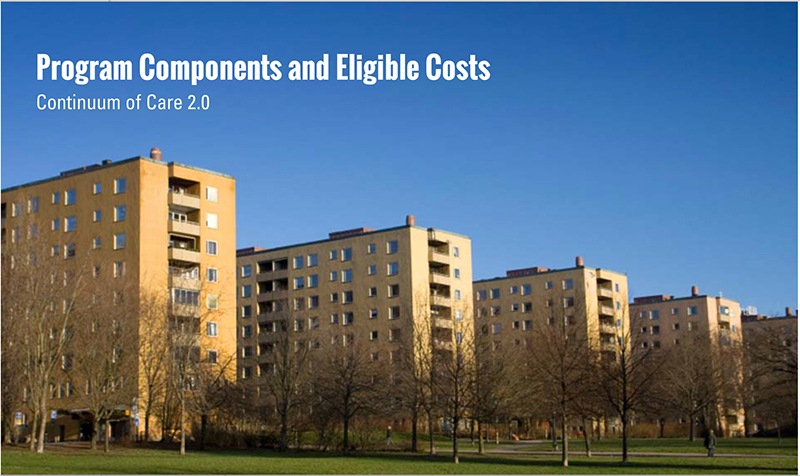 Program Components and Eligible Costs
Continuum of Care 2.0